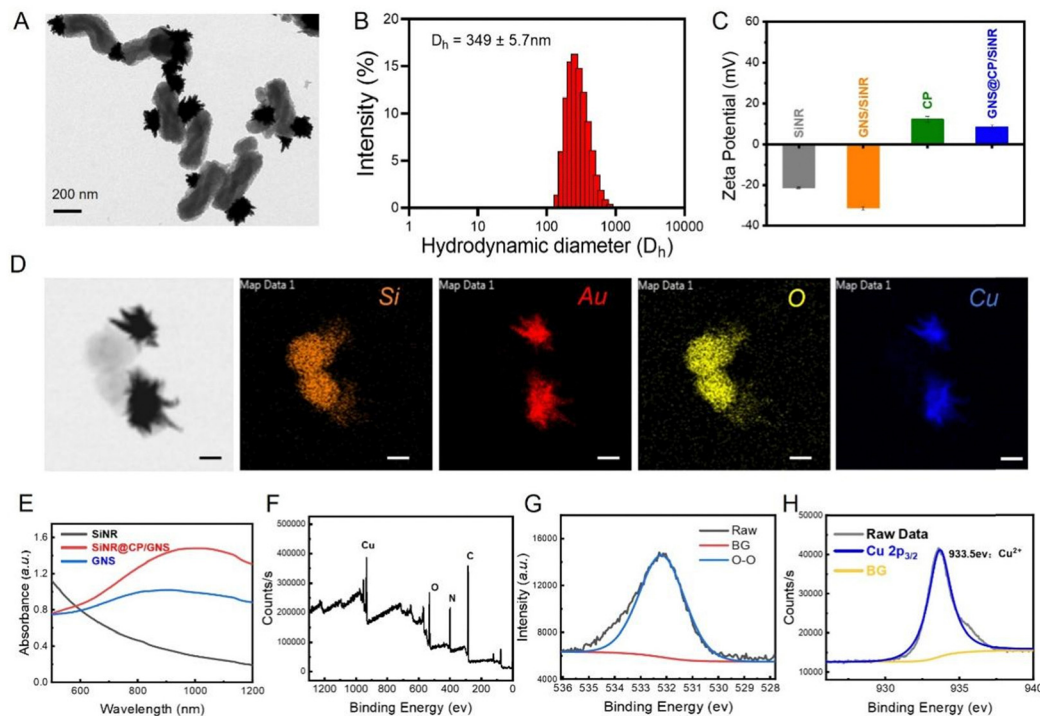 A
200 nm
B
D_h = 349 ± 5.7nm
Intensity (%)
20
15
10
5
0
1 10 100 1000 10000
Hydrodynamic diameter (D_h)
C
Zeta Potential (mV)
60
40
20
0
-20
-40
SiNR
GNS/SiNR
CP
GNS@CP/SiNR
D
Map Data 1
Si
Map Data 1
Au
Map Data 1
O
Map Data 1
Cu
E
Absorbance (a.u.)
1.6
1.2
0.8
0.4
0
SiNR
SiNR@CP/GNS
GNS
600 800 1000 1200
Wavelength (nm)
F
Counts/s
500000
400000
300000
200000
100000
0
Cu
O
N
C
1200 1000 800 600 400 200 0
Binding Energy (ev)
G
Intensity (a.u.)
16000
12000
8000
4000
Raw
BG
O-O
536 535 534 533 532 531 530 529 528
Binding Energy (ev)
H
Counts/s
50000
40000
30000
20000
10000
Raw Data
Cu 2p3/2
BG
933.5ev: Cu2+
930 935 940
Binding Energy (ev)